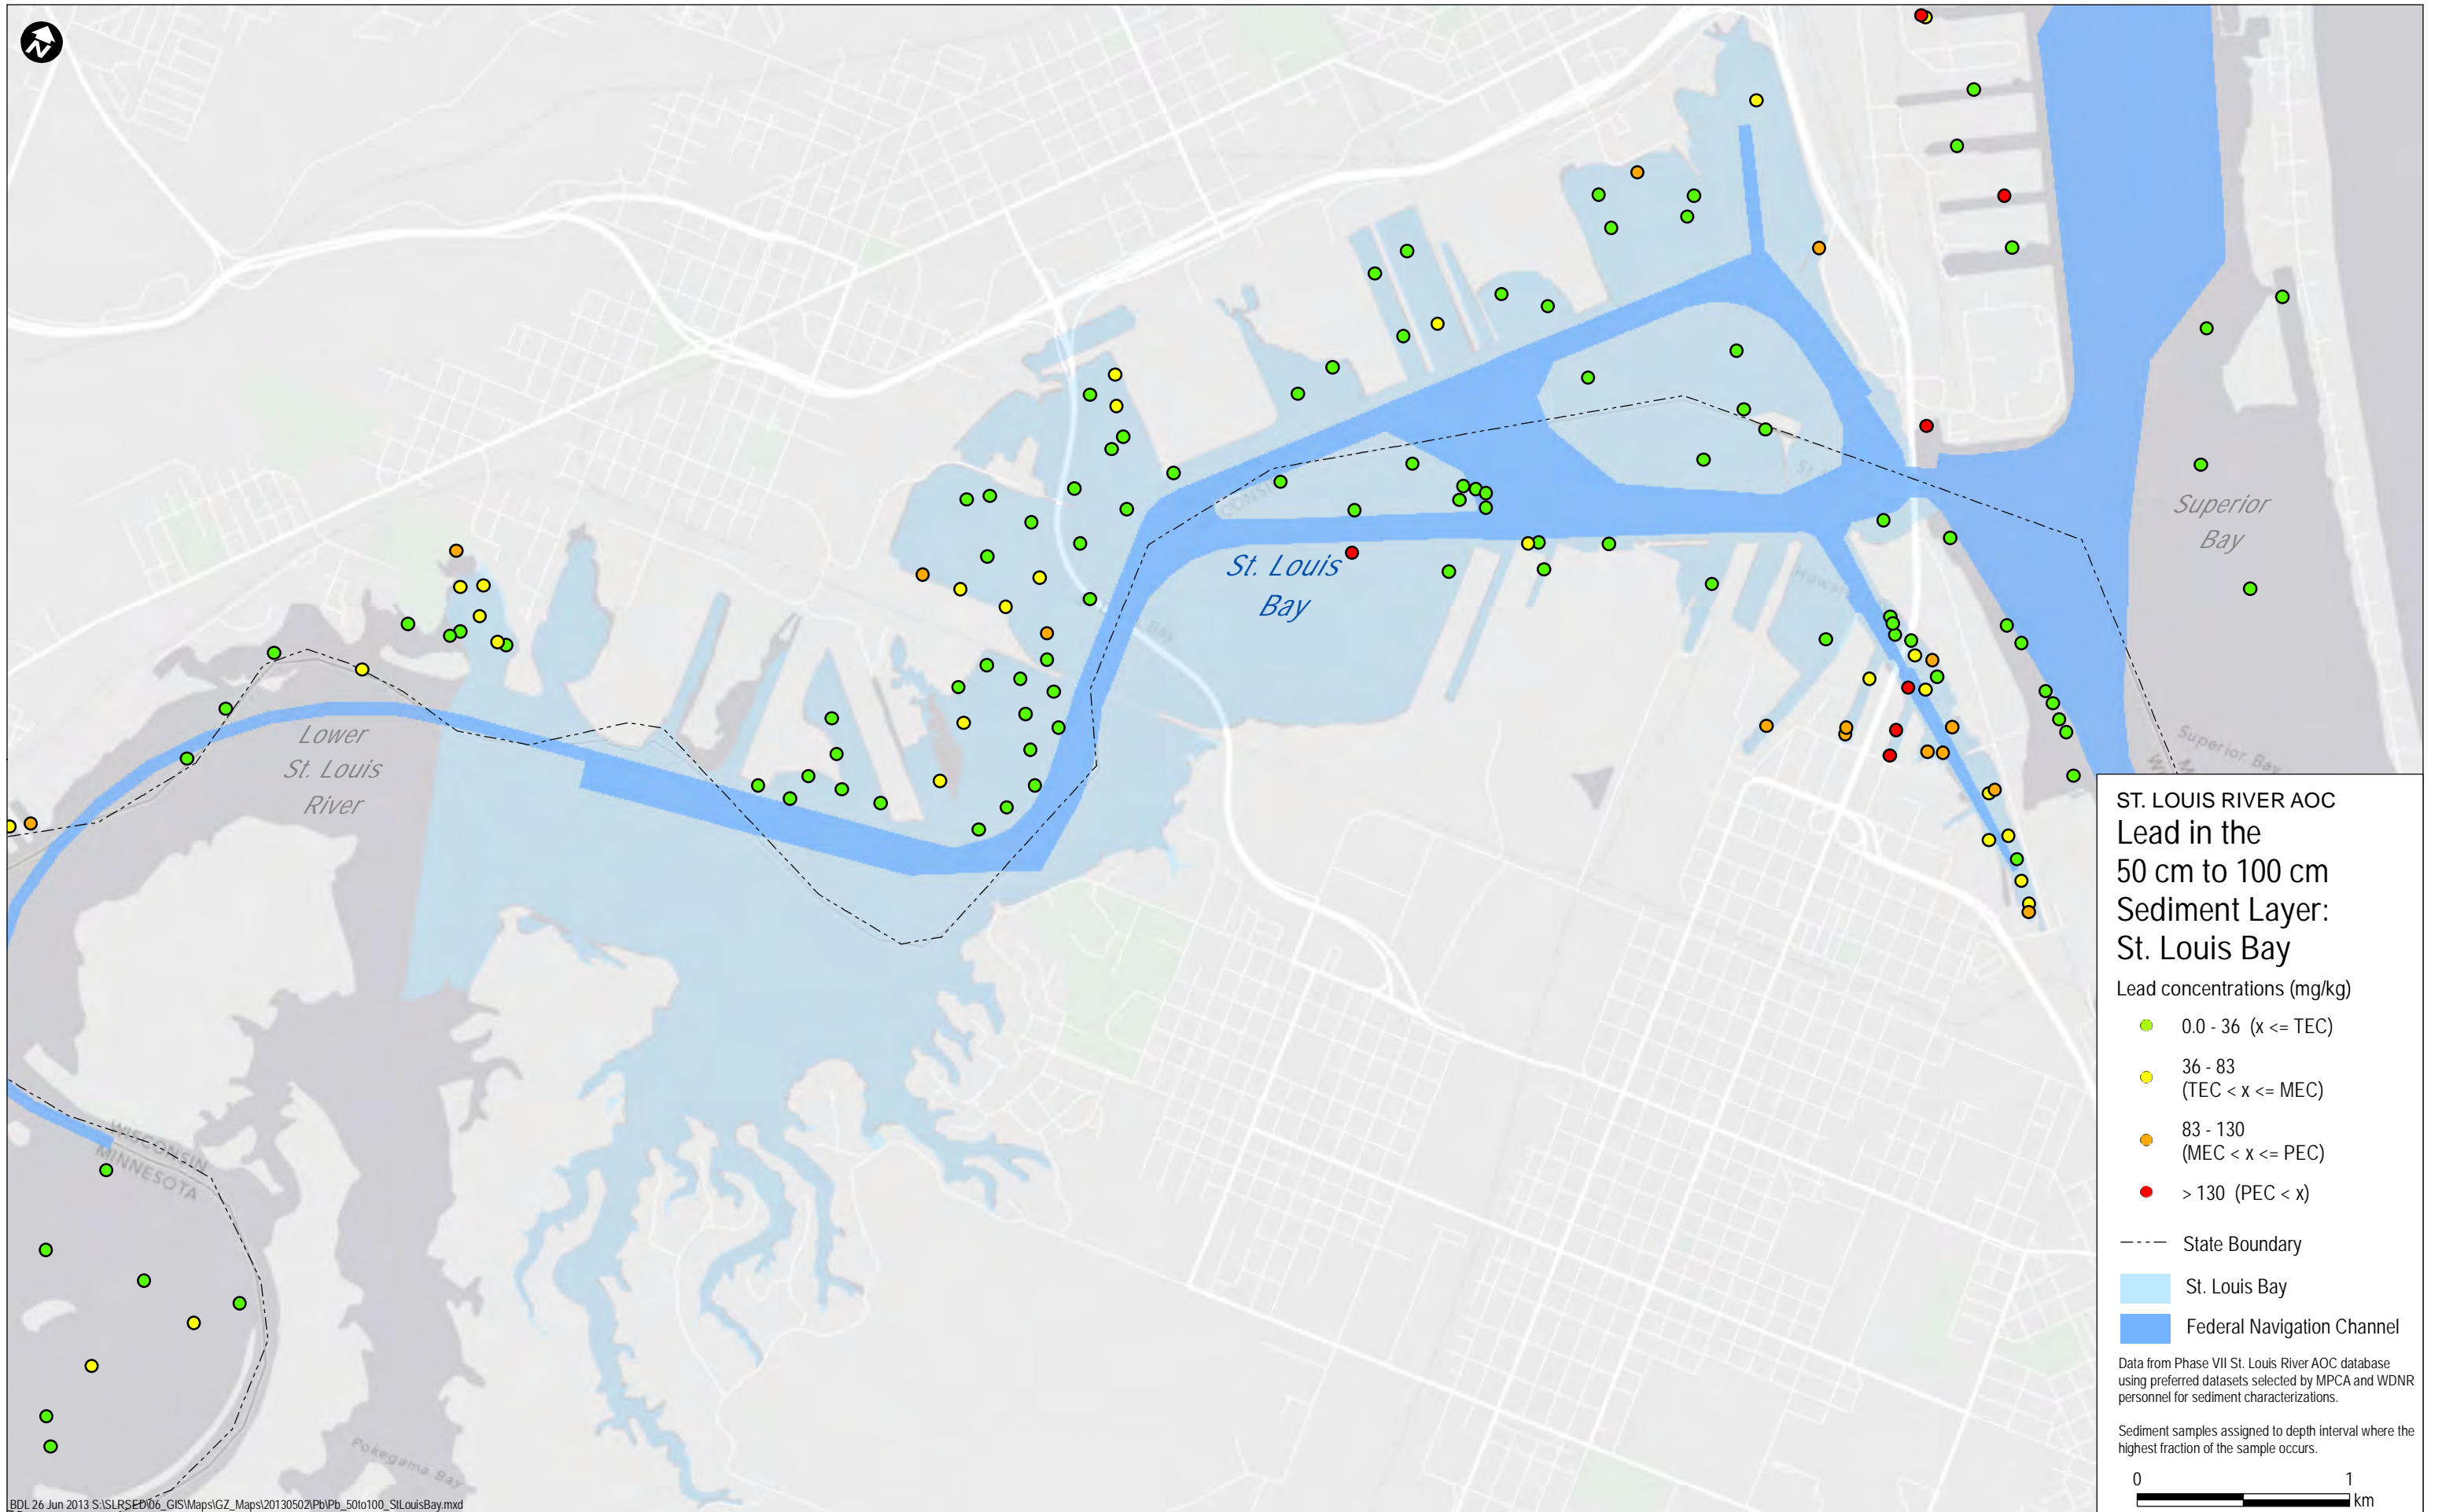 N
Superior
Bay
St. Louis
Bay
Lower
St. Louis
River
Superior Bay
WISCONSIN
MINNESOTA
Pokegama Bay
ST. LOUIS RIVER AOC
Lead in the
50 cm to 100 cm
Sediment Layer:
St. Louis Bay
Lead concentrations (mg/kg)
0.0 - 36 (x <= TEC)
36 - 83
(TEC < x <= MEC)
83 - 130
(MEC < x <= PEC)
> 130 (PEC < x)
State Boundary
St. Louis Bay
Federal Navigation Channel
Data from Phase VII St. Louis River AOC database
using preferred datasets selected by MPCA and WDNR
personnel for sediment characterizations.
Sediment samples assigned to depth interval where the
highest fraction of the sample occurs.
0 1
km
BDL 26 Jun 2013 S:\SLRSED\06_GIS\Maps\GZ_Maps\20130502\Pb\Pb_50to100_StLouisBay.mxd